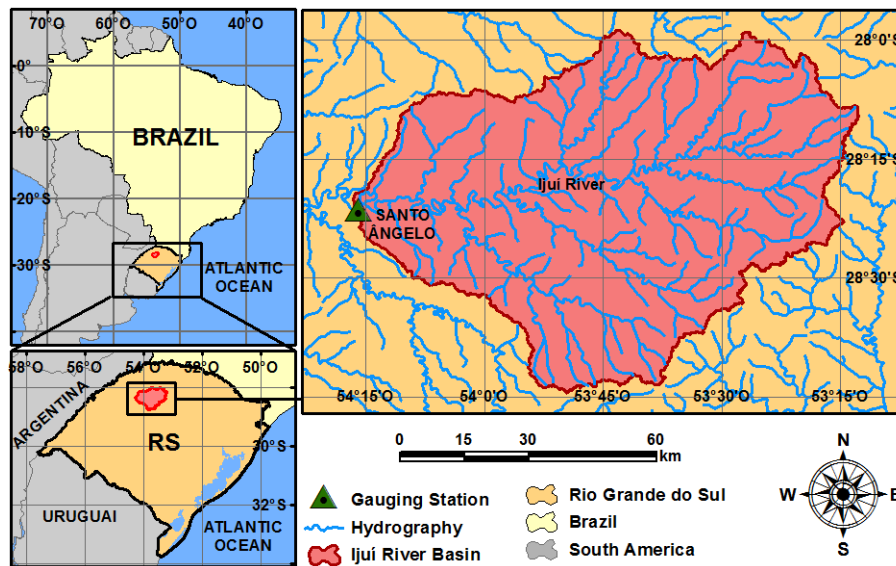 60°O 50°O 40°O
0°
10°S
20°S
30°S
BRAZIL
ATLANTIC
OCEAN
28°0'S
28°15'S
28°30'S
Ijuí River
SANTO
ÂNGELO
54°15'O 54°0'O 53°45'O 53°30'O 53°15'O
58°O 56°O 54°O 52°O 50°O
ARGENTINA
RS
30°S
32°S
URUGUAI
ATLANTIC
OCEAN
0 15 30 60
km
Gauging Station
Hydrography
Ijuí River Basin
Rio Grande do Sul
Brazil
South America
N
W E
S